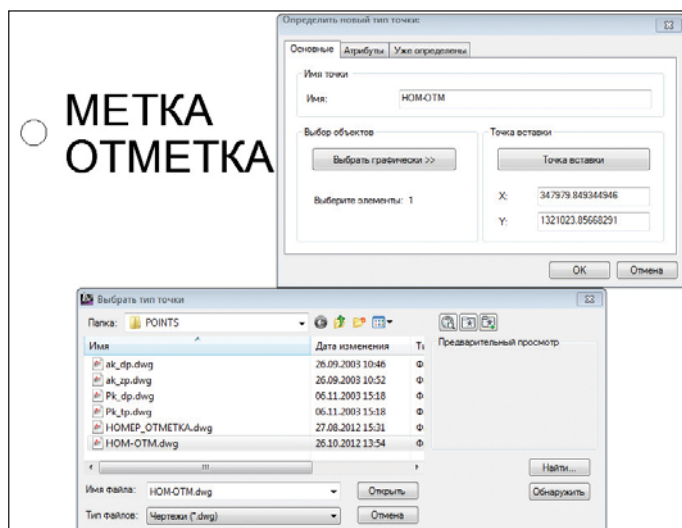 МЕТКА
ОТМЕТКА
Определить новый тип точки:
Основные Атрибуты Уже определены
Имя точки
Имя: НОМ-ОТМ
Выбор объектов
Выбрать графически >>
Выберите элементы: 1
Точка вставки
Точка вставки
X: 347979.849344946
Y: 1321023.85668291
OK Отмена
Выбрать тип точки
Папка: POINTS
Имя Дата изменения Ти
ak_dp.dwg 26.09.2003 10:46 Ф
ak_zp.dwg 26.09.2003 10:52 Ф
Pk_dp.dwg 06.11.2003 15:18 Ф
Pk_tp.dwg 06.11.2003 15:18 Ф
НОМЕР_ОТМЕТКА.dwg 27.08.2012 15:31 Ф
НОМ-ОТМ.dwg 26.10.2012 13:54 Ф
Предварительный просмотр
Имя файла: НОМ-ОТМ.dwg Открыть
Тип файлов: Чертежи (*.dwg) Отмена
Найти...
Обнаружить